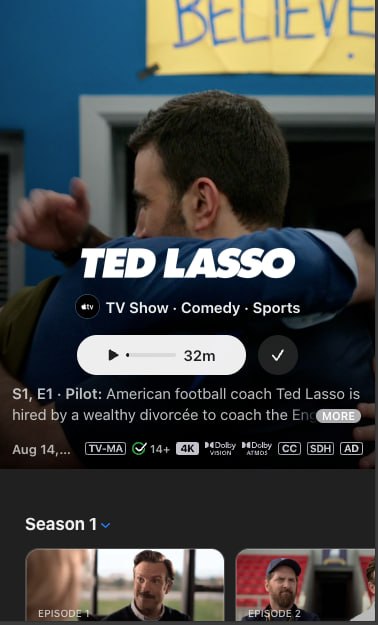 BELIEVE
TED LASSO
tv TV Show · Comedy · Sports
32m
S1, E1 · Pilot: American football coach Ted Lasso is
hired by a wealthy divorcée to coach the Eng MORE
Aug 14,... TV-MA 14+ 4K Dolby VISION Dolby ATMOS CC SDH AD
Season 1
EPISODE 1 EPISODE 2